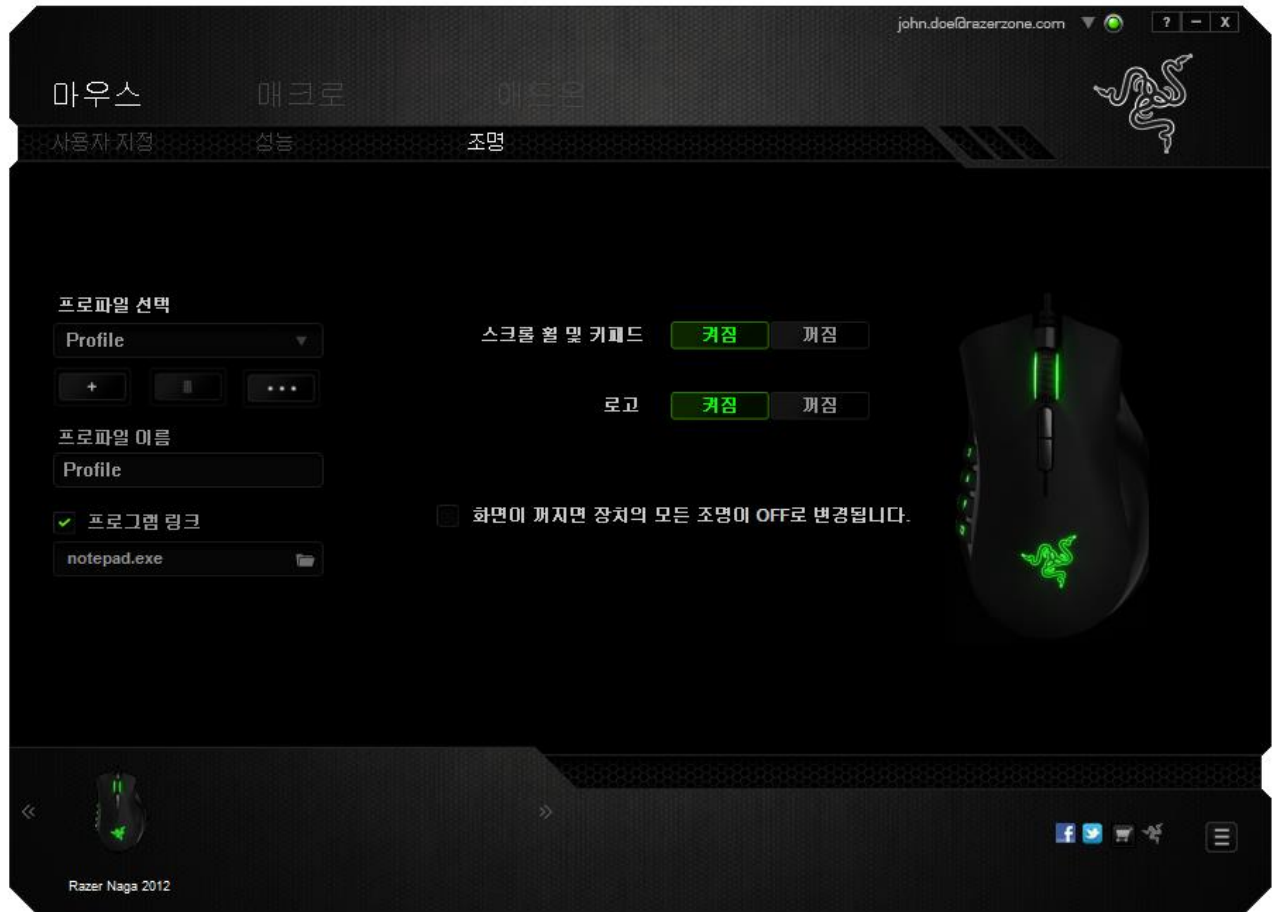 john.doe@razerzone.com
? - X
마우스 매크로 애드온
사용자 지정 성능 조명
프로파일 선택
Profile
스크롤 휠 및 키패드 켜짐 꺼짐
+ ...
로고 켜짐 꺼짐
프로파일 이름
Profile
프로그램 링크
화면이 꺼지면 장치의 모든 조명이 OFF로 변경됩니다.
notepad.exe
Razer Naga 2012